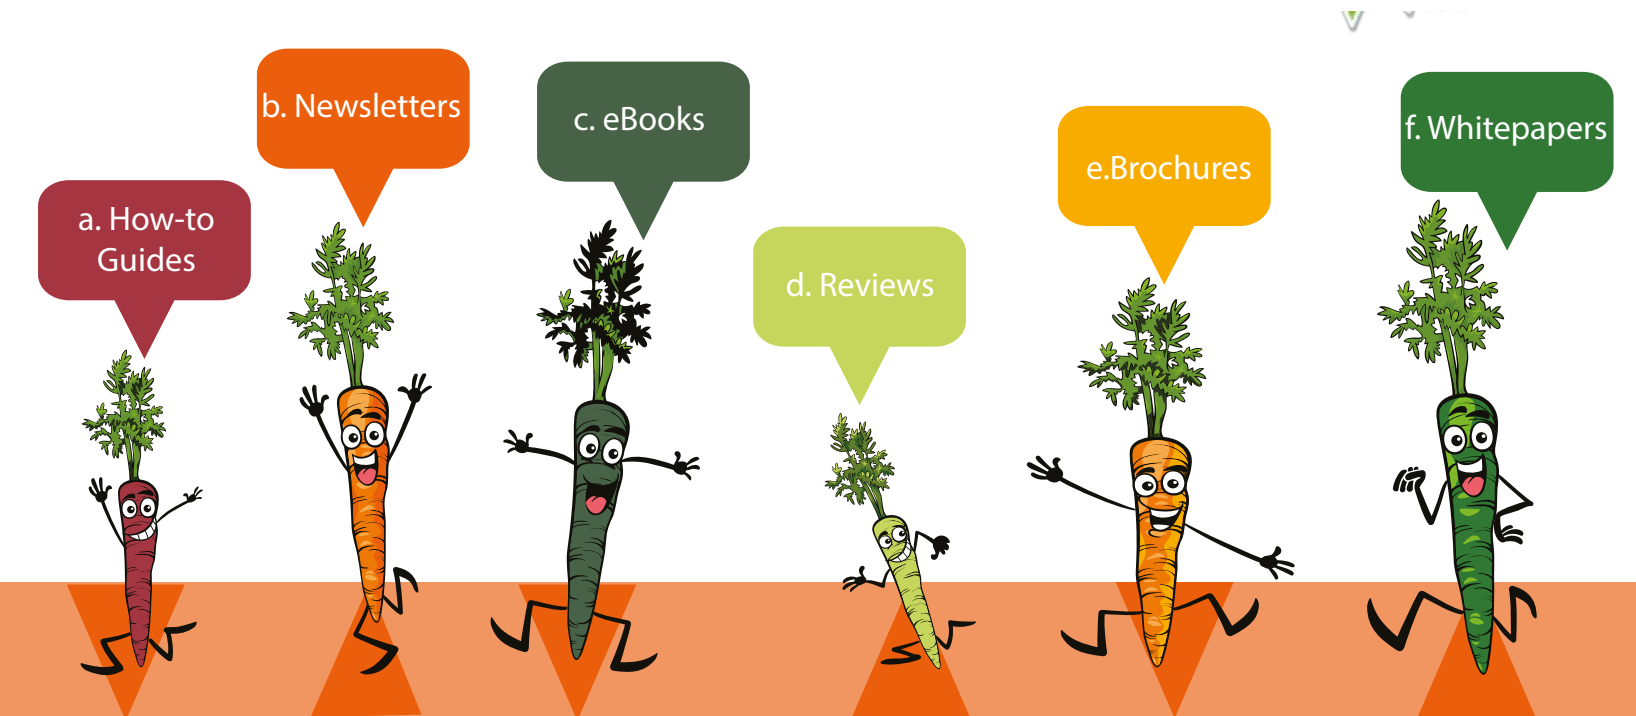 a. How-to
Guides
b. Newsletters
c. eBooks
d. Reviews
e.Brochures
f. Whitepapers